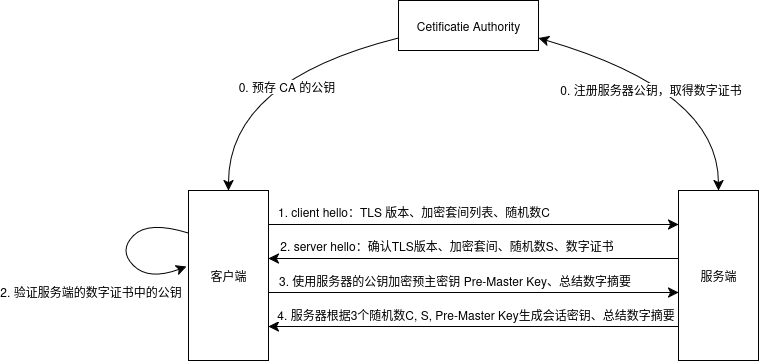 Cetificatie Authority
0. 预存 CA 的公钥
0. 注册服务器公钥，取得数字证书
1. client hello：TLS 版本、加密套间列表、随机数C
2. server hello：确认TLS版本、加密套间、随机数S、数字证书
客户端
服务端
3. 使用服务器的公钥加密预主密钥 Pre-Master Key、总结数字摘要
2. 验证服务端的数字证书中的公钥
4. 服务器根据3个随机数C, S, Pre-Master Key生成会话密钥、总结数字摘要